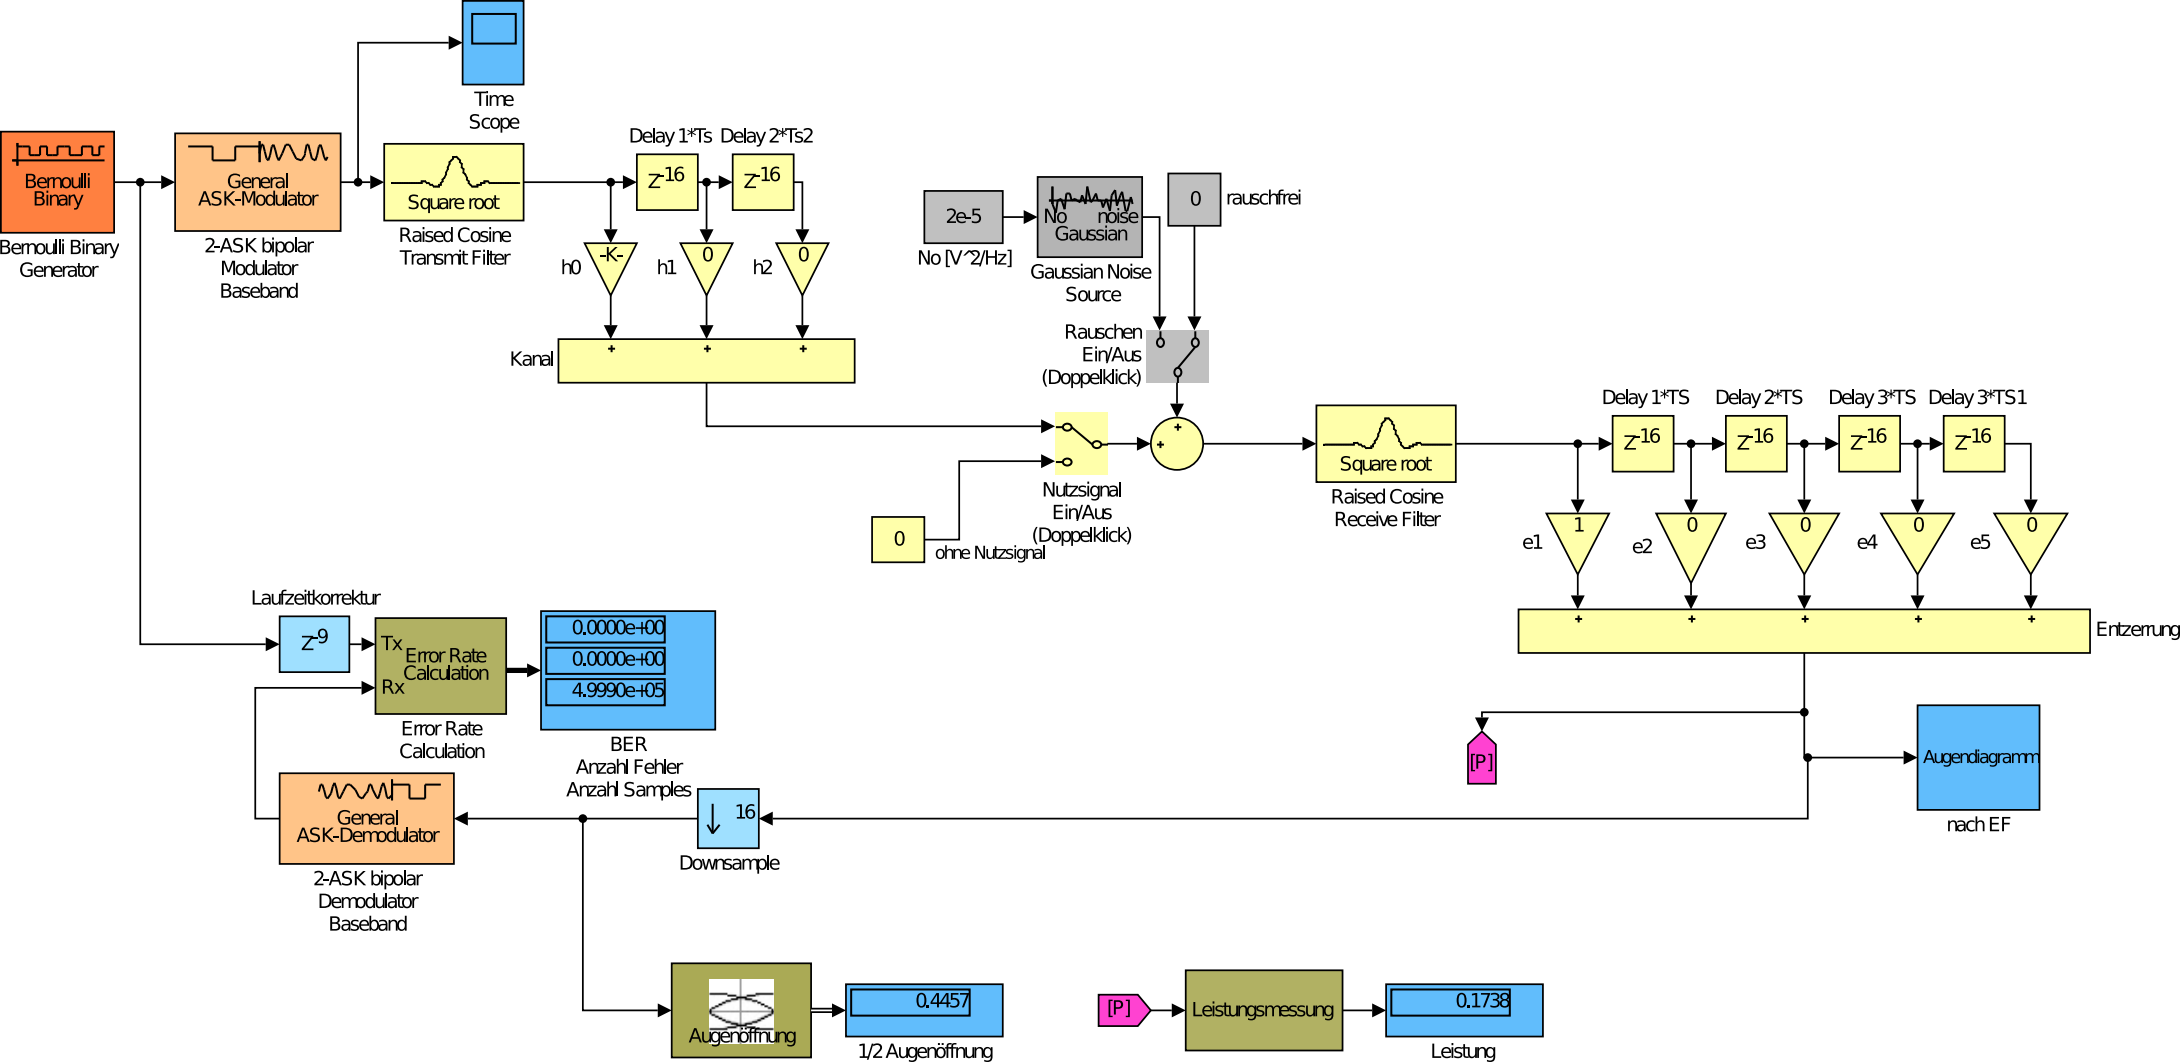 Time
Scope
Delay 1*Ts
Delay 2*Ts2
Bernoulli
Binary
Bernoulli Binary
Generator
General
ASK-Modulator
2-ASK bipolar
Modulator
Baseband
Square root
Raised Cosine
Transmit Filter
Z-16
Z-16
h0
-K-
h1
0
h2
0
Kanal
2e-5
No [V^2/Hz]
No
noise
Gaussian
Gaussian Noise
Source
0
rauschfrei
Rauschen
Ein/Aus
(Doppelklick)
Nutzsignal
Ein/Aus
(Doppelklick)
0
ohne Nutzsignal
Square root
Raised Cosine
Receive Filter
Delay 1*TS
Delay 2*TS
Delay 3*TS
Delay 3*TS1
Z-16
Z-16
Z-16
Z-16
e1
1
e2
0
e3
0
e4
0
e5
0
Entzerrung
Laufzeitkorrektur
Z-9
Tx
Rx
Error Rate
Calculation
Error Rate
Calculation
0.0000e+00
0.0000e+00
4.9990e+05
BER
Anzahl Fehler
Anzahl Samples
[P]
Augendiagramm
nach EF
General
ASK-Demodulator
2-ASK bipolar
Demodulator
Baseband
16
Downsample
Augenöffnung
0.4457
1/2 Augenöffnung
[P]
Leistungsmessung
0.1738
Leistung